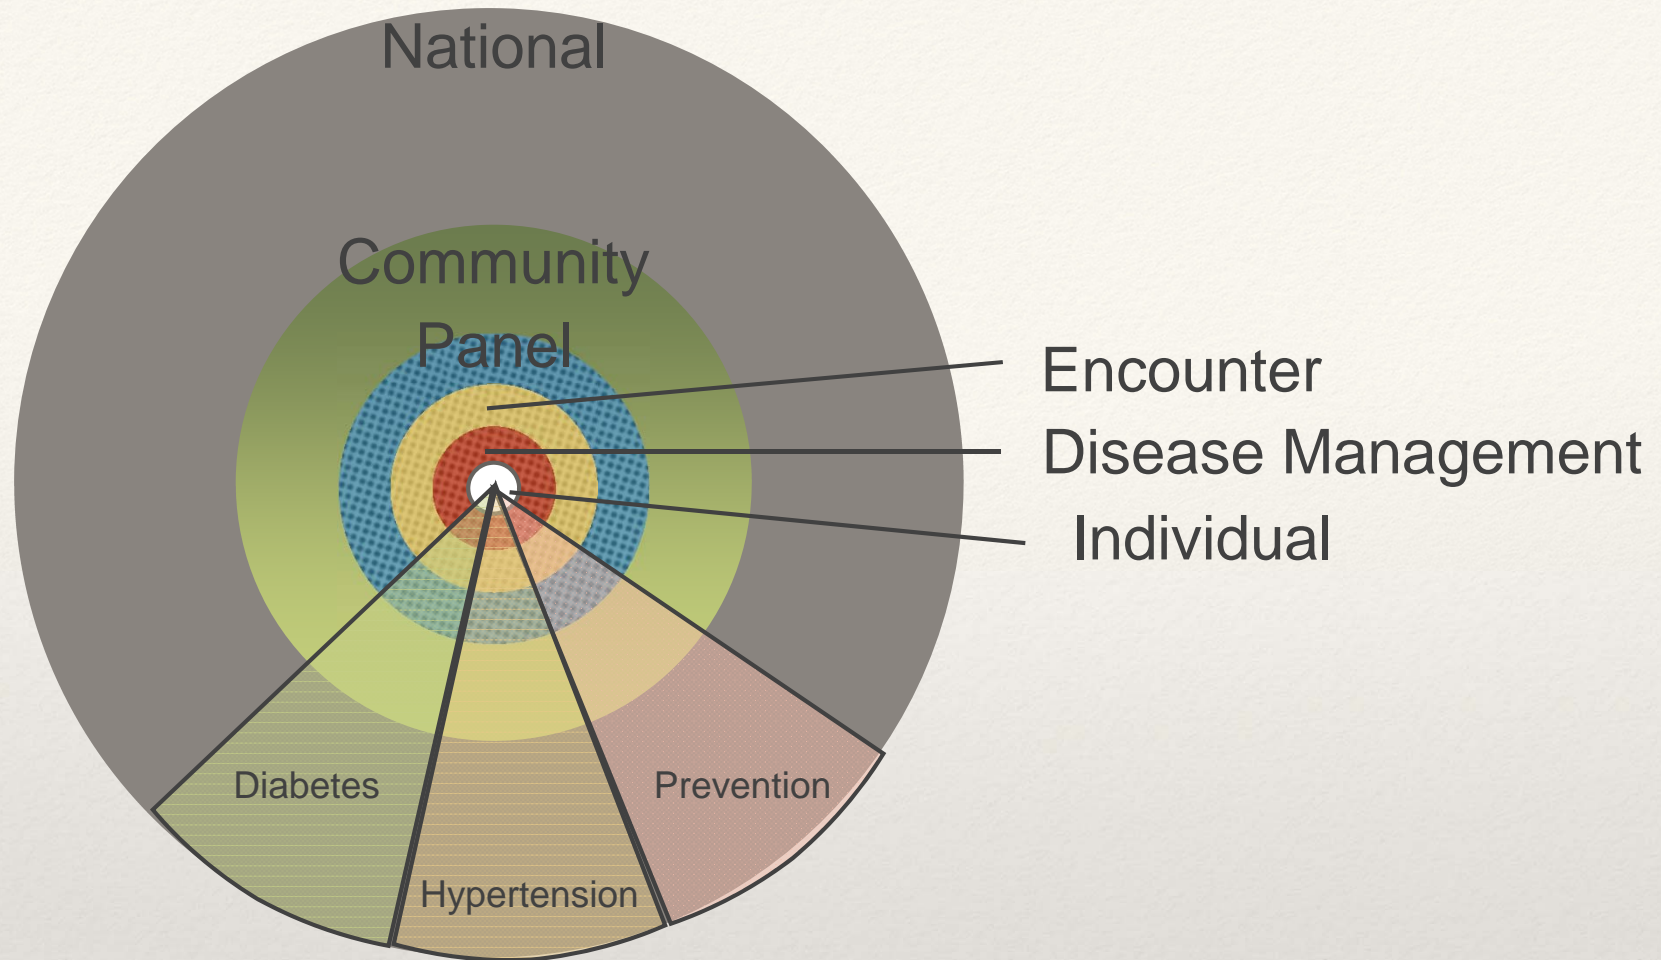 National
Community
Panel
Encounter
Disease Management
Individual
Diabetes
Prevention
Hypertension